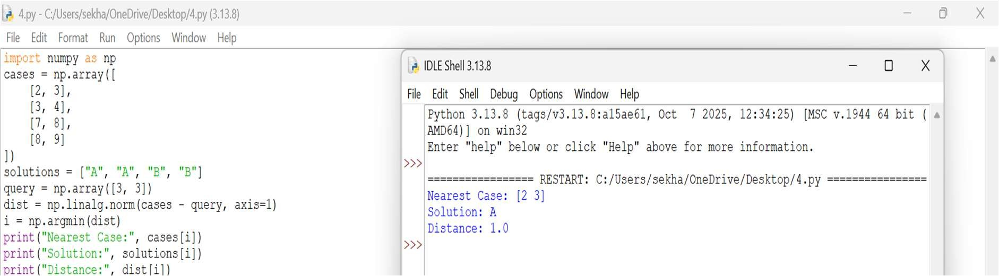 4.py - C:/Users/sekha/OneDrive/Desktop/4.py (3.13.8)
File Edit Format Run Options Window Help
import numpy as np
cases = np.array([
    [2, 3],
    [3, 4],
    [7, 8],
    [8, 9]
])
solutions = ["A", "A", "B", "B"]
query = np.array([3, 3])
dist = np.linalg.norm(cases - query, axis=1)
i = np.argmin(dist)
print("Nearest Case:", cases[i])
print("Solution:", solutions[i])
print("Distance:", dist[i])
IDLE Shell 3.13.8
File Edit Shell Debug Options Window Help
Python 3.13.8 (tags/v3.13.8:a15ae61, Oct  7 2025, 12:34:25) [MSC v.1944 64 bit (
AMD64)] on win32
Enter "help" below or click "Help" above for more information.
>>>
================= RESTART: C:/Users/sekha/OneDrive/Desktop/4.py ================
Nearest Case: [2 3]
Solution: A
Distance: 1.0
>>>